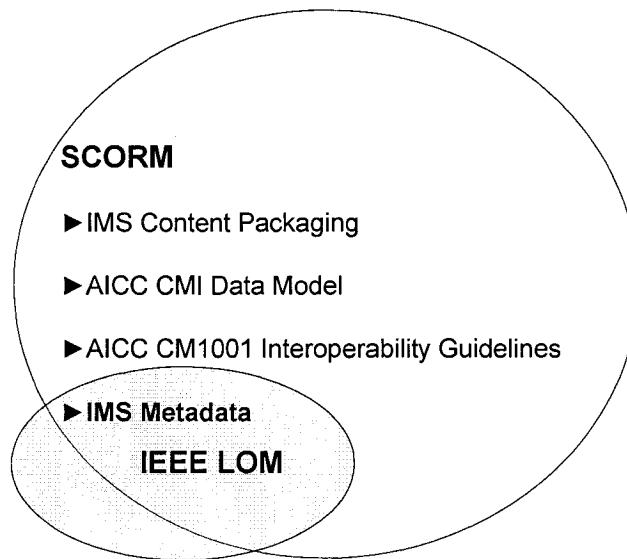 SCORM
►IMS Content Packaging
►AICC CMI Data Model
►AICC CM1001 Interoperability Guidelines
►IMS Metadata
IEEE LOM